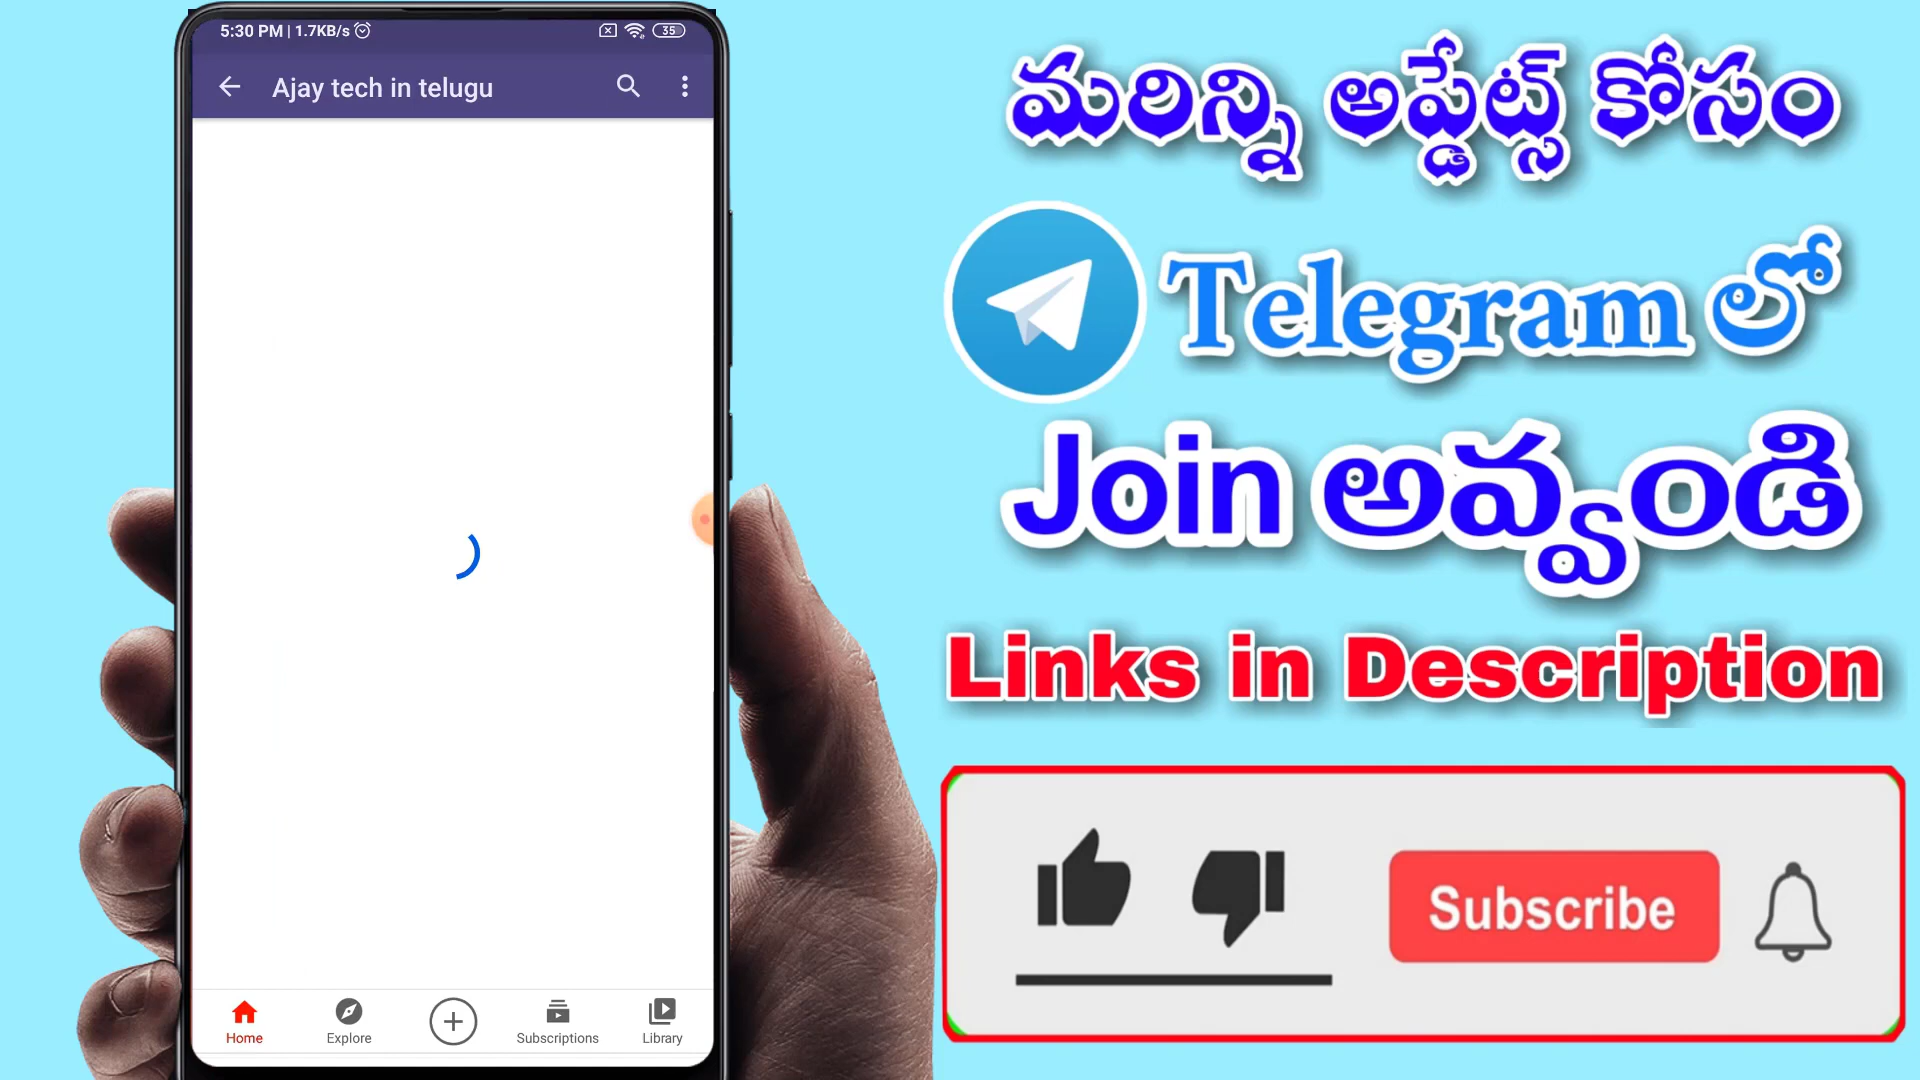 5:30 PM | 1.7KB/s
35
Ajay tech in telugu
Home
Explore
Subscriptions
Library
మరిన్ని అప్డేట్స్ కోసం
Telegram లో
Join అవ్వండి
Links in Description
Subscribe